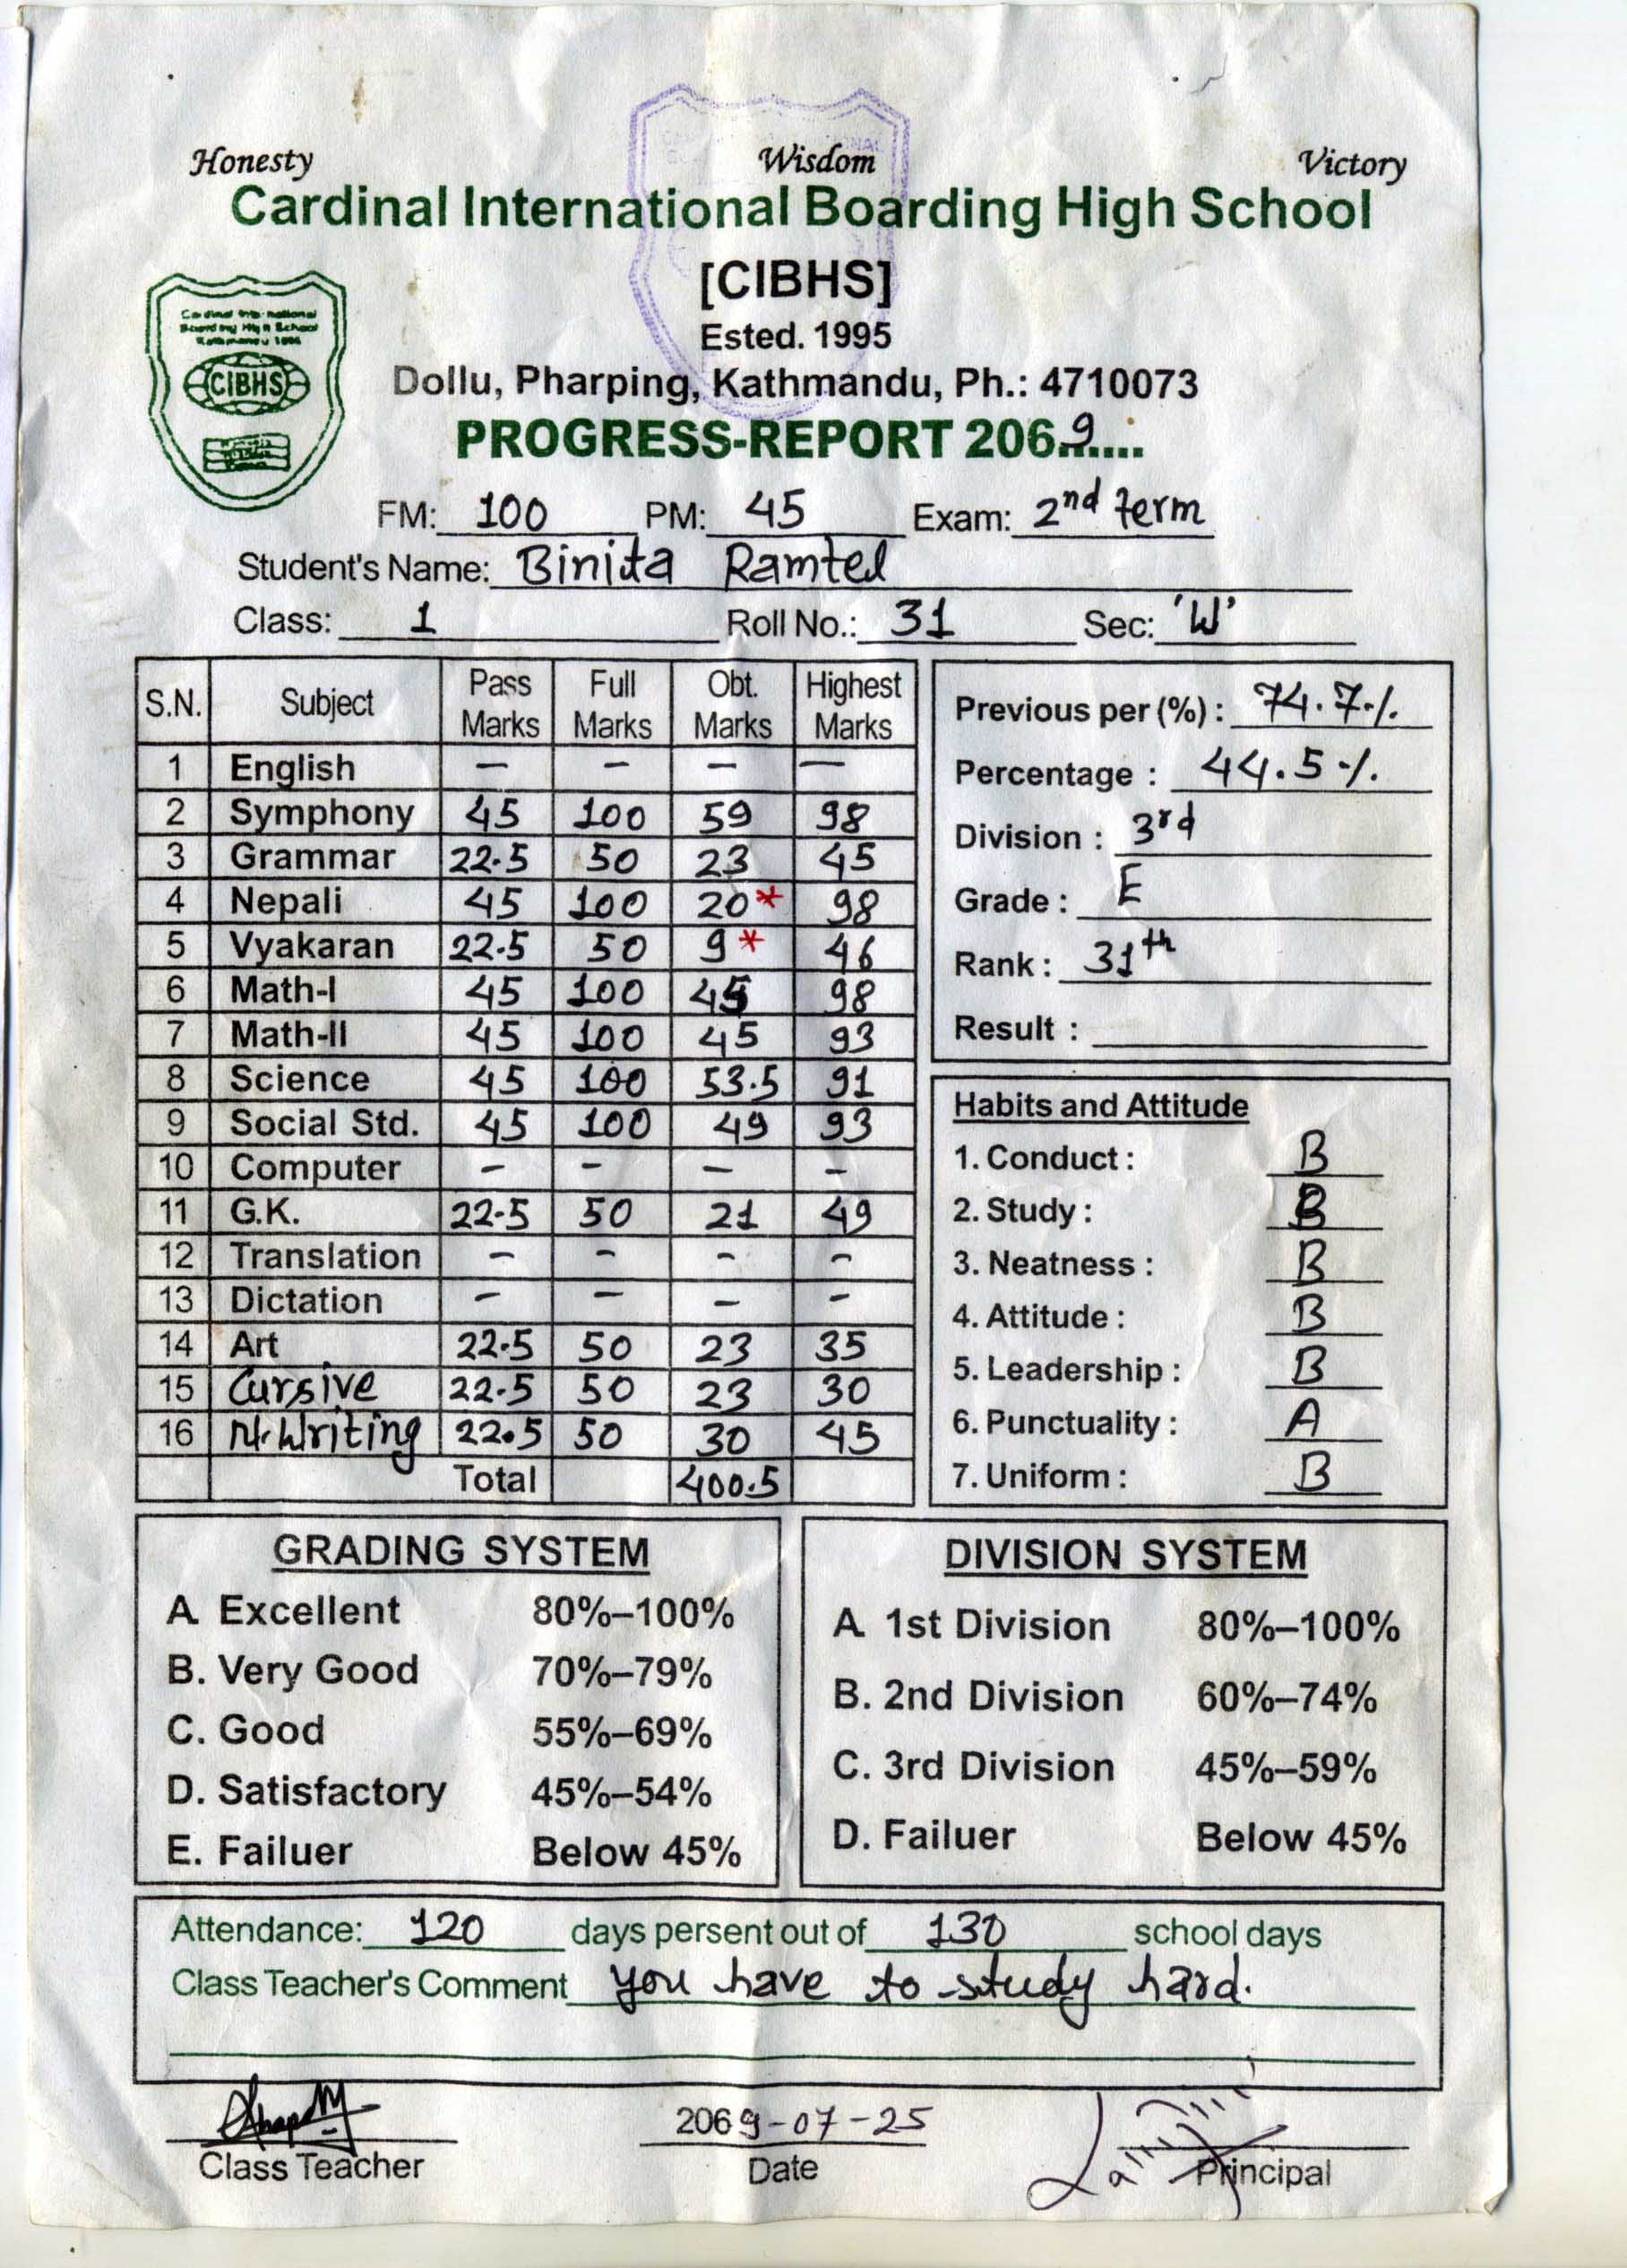 Honesty Wisdom Victory
Cardinal International Boarding High School
[CIBHS]
Ested. 1995
Dollu, Pharping, Kathmandu, Ph.: 4710073
PROGRESS-REPORT 2069.....
CIBHS
FM: 100 PM: 45 Exam: 2nd term
Student's Name: Binita Ramtel
Class: 1 Roll No.: 31 Sec: 'W'
S.N. Subject Pass Marks Full Marks Obt. Marks Highest Marks
1 English – – – –
2 Symphony 45 100 59 98
3 Grammar 22.5 50 23 45
4 Nepali 45 100 20* 98
5 Vyakaran 22.5 50 9* 46
6 Math-I 45 100 45 98
7 Math-II 45 100 45 93
8 Science 45 100 53.5 91
9 Social Std. 45 100 49 93
10 Computer – – – –
11 G.K. 22.5 50 21 49
12 Translation – – – –
13 Dictation – – – –
14 Art 22.5 50 23 35
15 Cursive 22.5 50 23 30
16 N.Writing 22.5 50 30 45
Total 400.5
Previous per (%) : 74.7%
Percentage : 44.5%
Division : 3rd
Grade : E
Rank : 31th
Result :
Habits and Attitude
1. Conduct : B
2. Study : B
3. Neatness : B
4. Attitude : B
5. Leadership : B
6. Punctuality : A
7. Uniform : B
GRADING SYSTEM
A. Excellent 80%–100%
B. Very Good 70%–79%
C. Good 55%–69%
D. Satisfactory 45%–54%
E. Failuer Below 45%
DIVISION SYSTEM
A. 1st Division 80%–100%
B. 2nd Division 60%–74%
C. 3rd Division 45%–59%
D. Failuer Below 45%
Attendance: 120 days persent out of 130 school days
Class Teacher's Comment you have to study hard.
2069-07-25
Class Teacher Date Principal